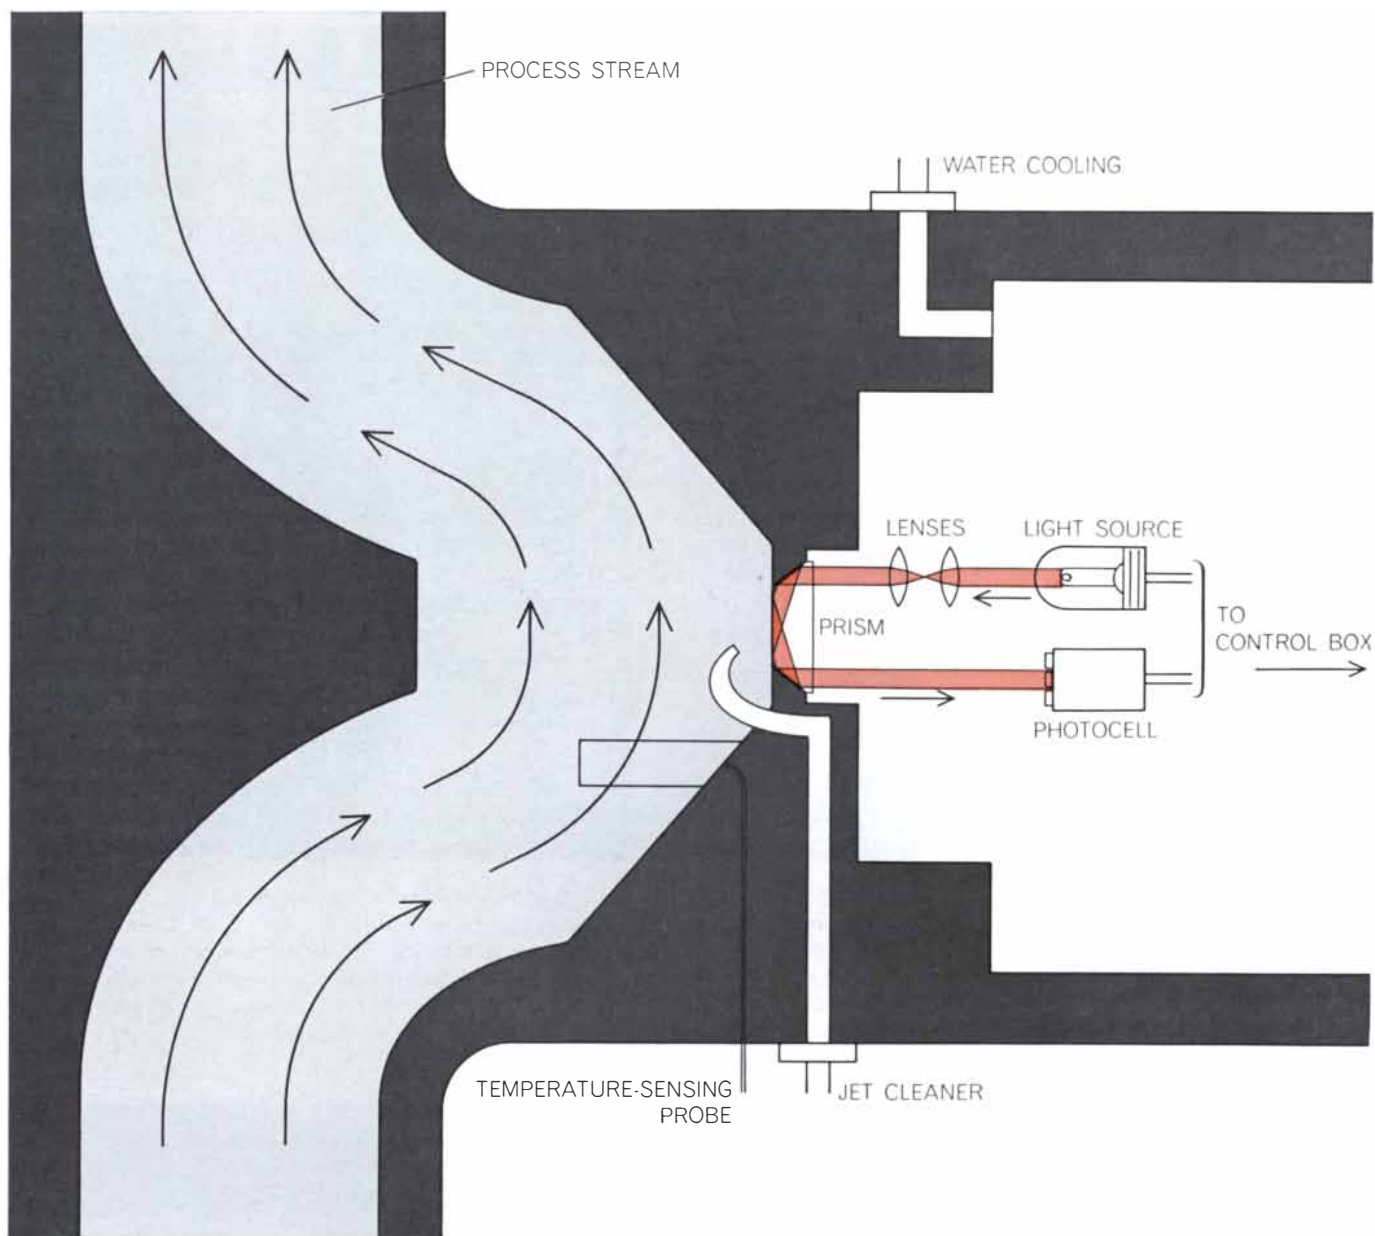 PROCESS STREAM
WATER COOLING
LENSES
LIGHT SOURCE
PRISM
TO
CONTROL BOX
PHOTOCELL
TEMPERATURE-SENSING
PROBE
JET CLEANER